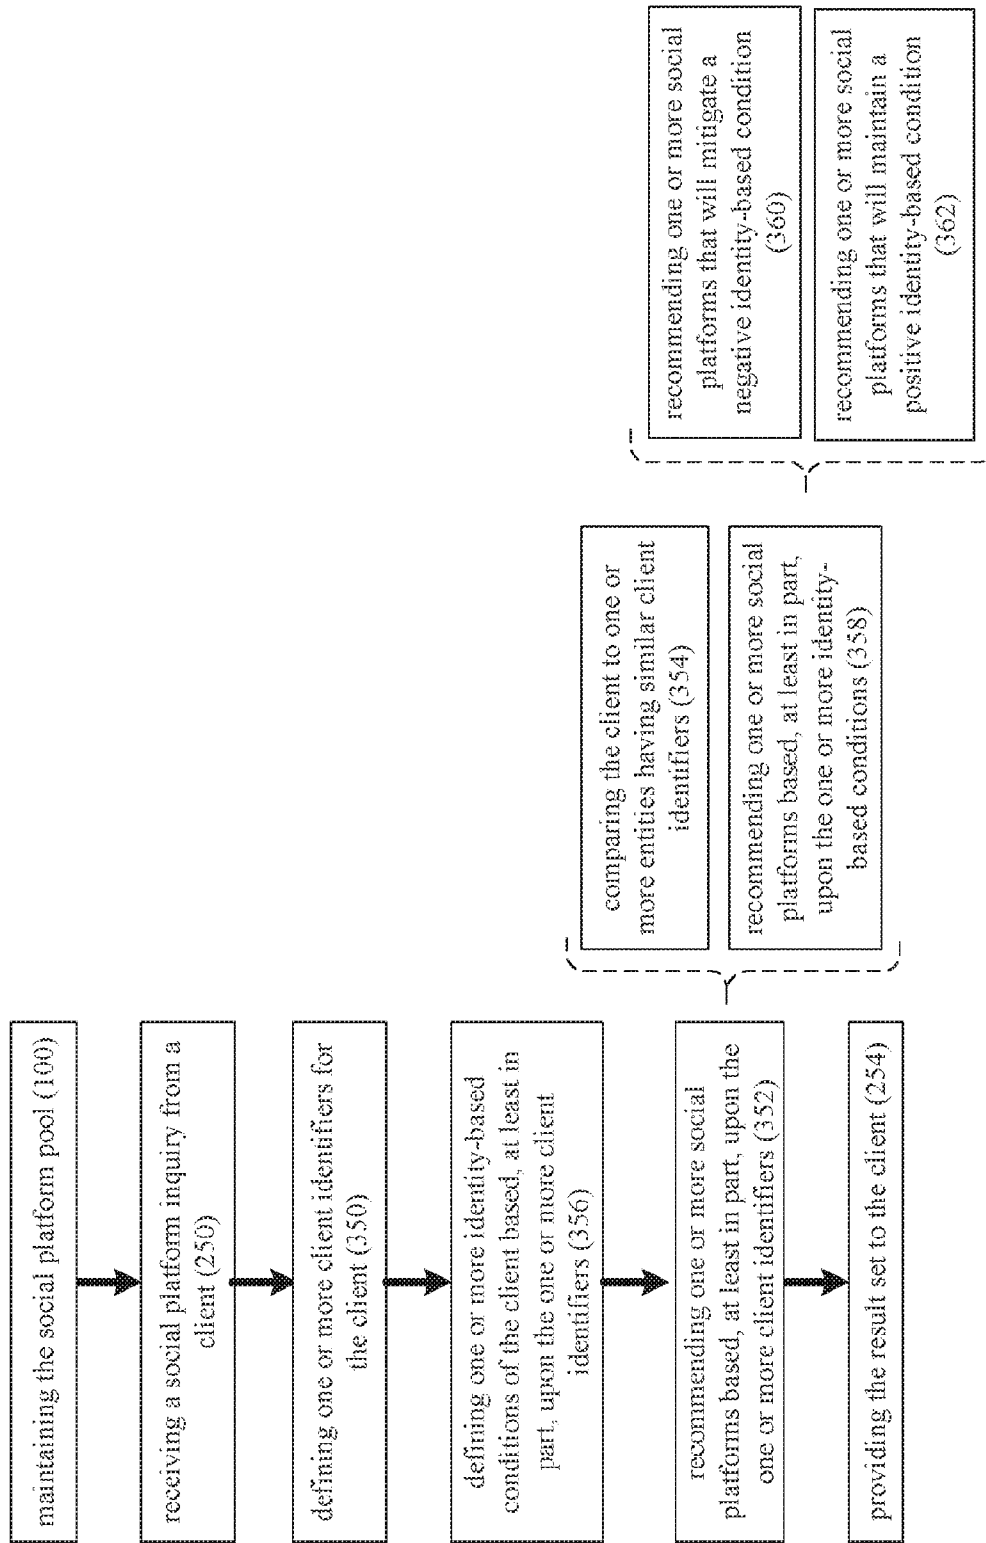 maintaining the social platform pool (100)
receiving a social platform inquiry from a
client (250)
defining one or more client identifiers for
the client (350)
defining one or more identity-based
conditions of the client based, at least in
part, upon the one or more client
identifiers (356)
recommending one or more social
platforms based, at least in part, upon the
one or more client identifiers (352)
providing the result set to the client (254)
comparing the client to one or
more entities having similar client
identifiers (354)
recommending one or more social
platforms based, at least in part,
upon the one or more identity-
based conditions (358)
recommending one or more social
platforms that will mitigate a
negative identity-based condition
(360)
recommending one or more social
platforms that will maintain a
positive identity-based condition
(362)